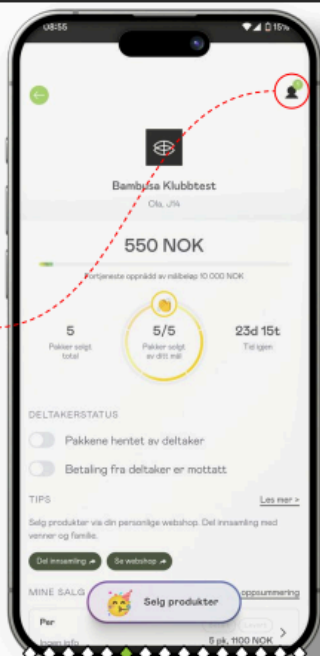 08:55
15%
Bambusa Klubbtest
Ola, J14
550 NOK
Fortjeneste oppnådd av målbeløp 10 000 NOK
5
Pakker solgt
total
5/5
Pakker solgt
av ditt mål
23d 15t
Tid igjen
DELTAKERSTATUS
Pakkene hentet av deltaker
Betaling fra deltaker er mottatt
TIPS
Les mer >
Selg produkter via din personlige webshop. Del innsamling med
venner og familie.
Del innsamling
Se webshop
MINE SALG
oppsummering
Selg produkter
Per
Ingen info
5 pk, 1100 NOK